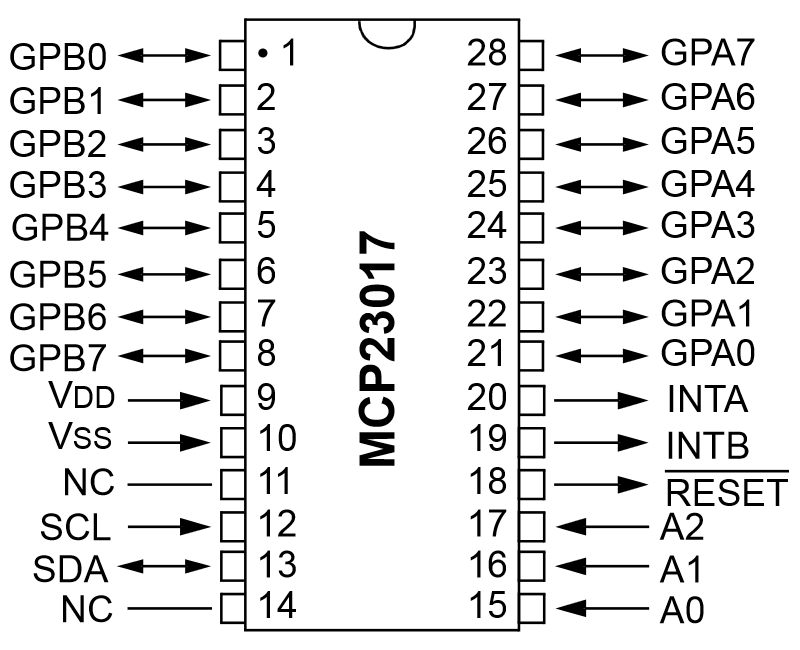 GPB0 1 28 GPA7
GPB1 2 27 GPA6
GPB2 3 26 GPA5
GPB3 4 25 GPA4
GPB4 5 24 GPA3
GPB5 6 23 GPA2
GPB6 7 22 GPA1
GPB7 8 21 GPA0
VDD 9 20 INTA
VSS 10 19 INTB
NC 11 18 RESET
SCL 12 17 A2
SDA 13 16 A1
NC 14 15 A0
MCP23017